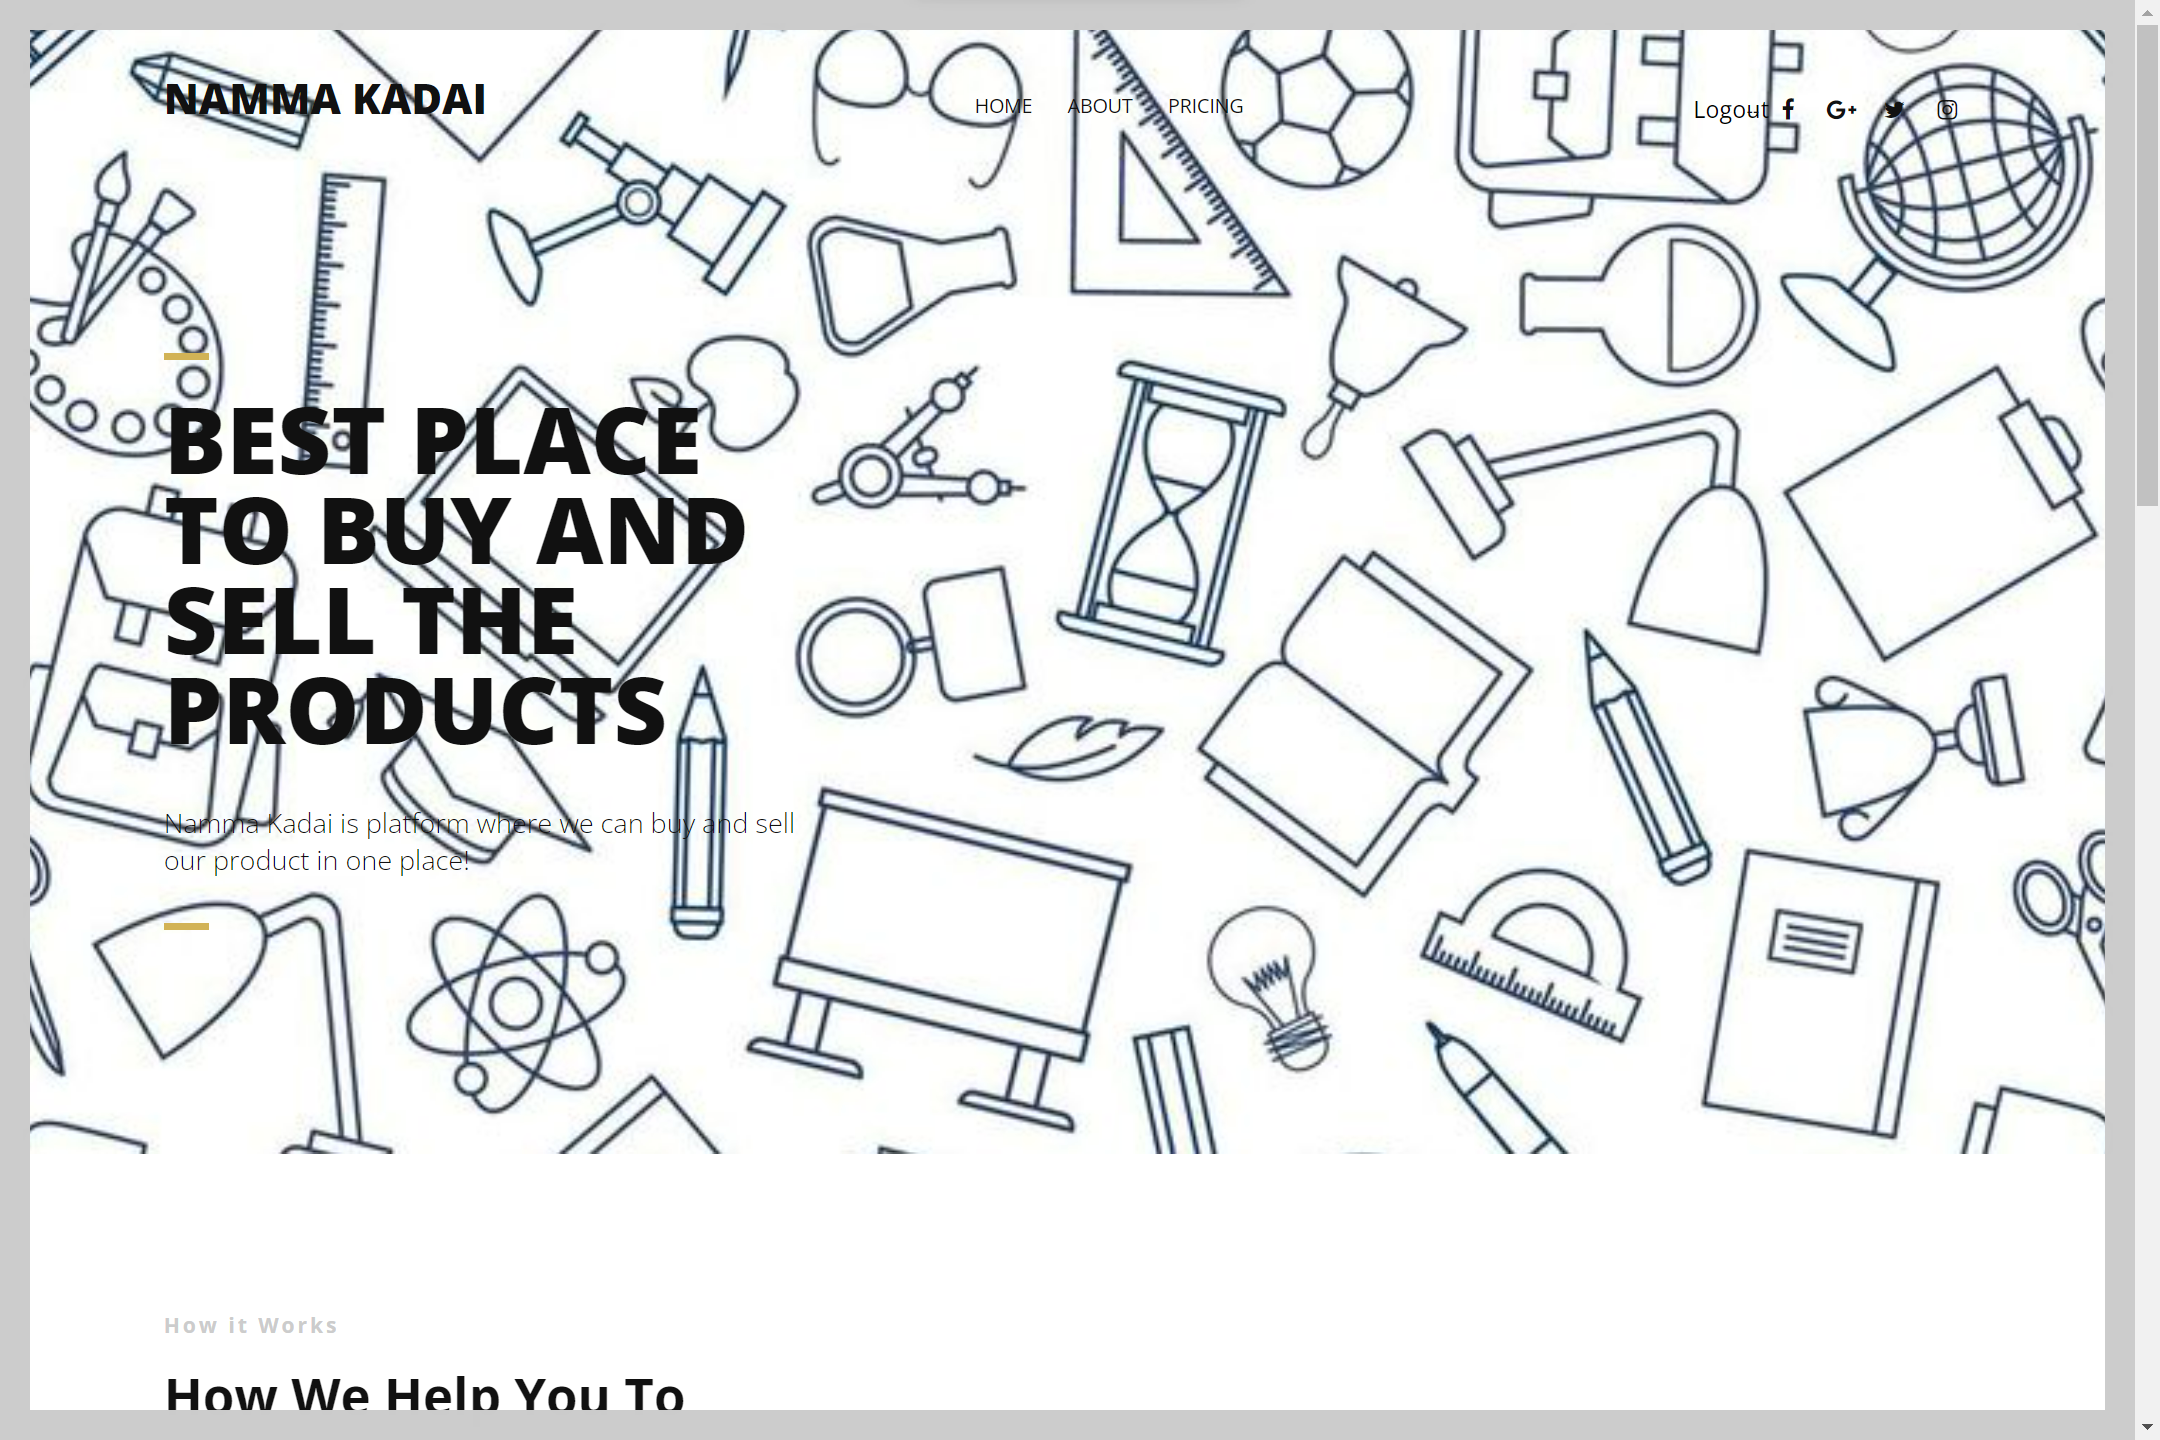 NAMMA KADAI
HOME ABOUT PRICING
Logout
BEST PLACE
TO BUY AND
SELL THE
PRODUCTS
Namma Kadai is platform where we can buy and sell
our product in one place!
How it Works
How We Help You To